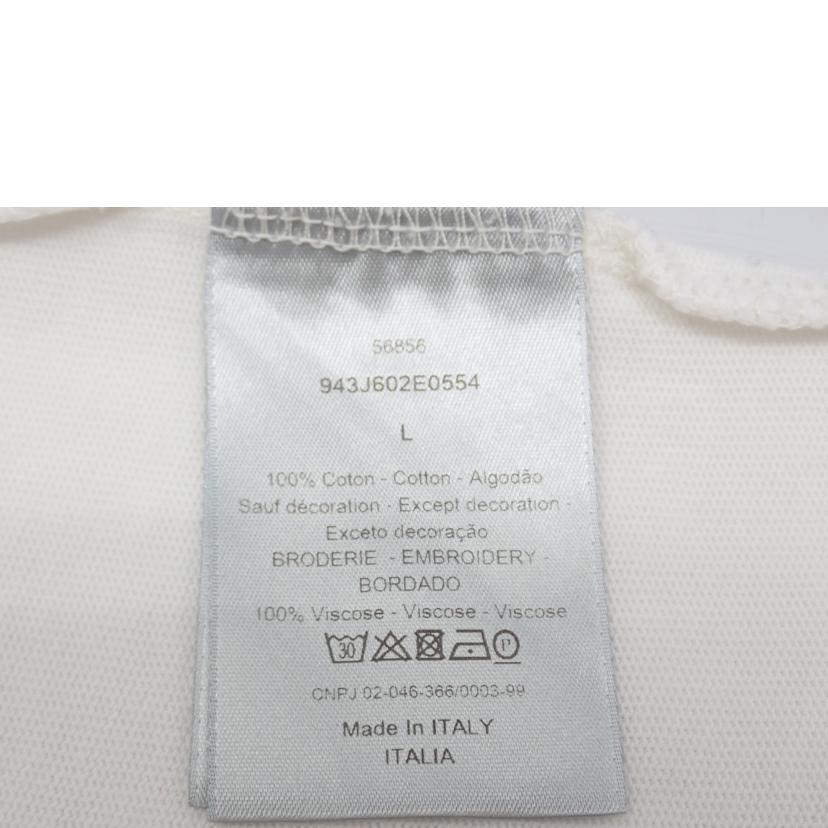 56856
943J602E0554
L
100% Coton - Cotton - Algodão
Sauf décoration - Except decoration -
Exceto decoração
BRODERIE - EMBROIDERY -
BORDADO
100% Viscose - Viscose - Viscose
30 P
CNPJ 02-046-366/0003-99
Made In ITALY
ITALIA